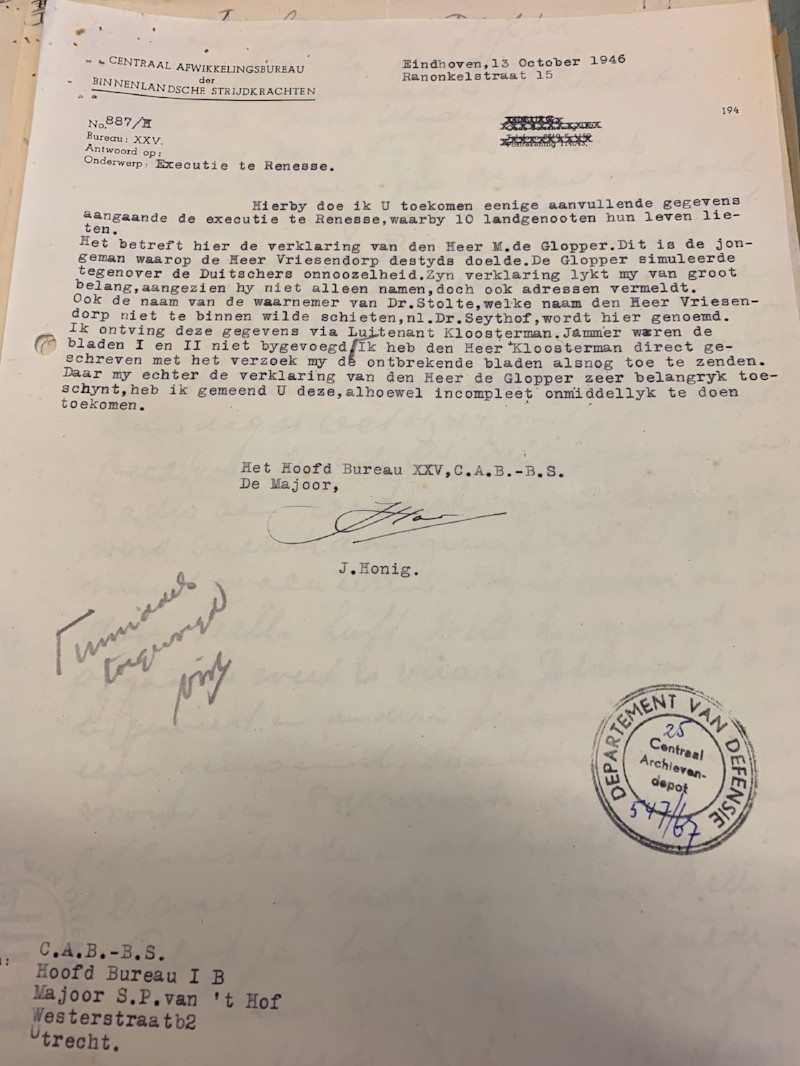 CENTRAAL AFWIKKELINGSBUREAU
der
BINNENLANDSCHE STRIJDKRACHTEN
Eindhoven,13 October 1946
Ranonkelstraat 15
194
No.887/H
Bureau: XXV.
Antwoord op:
Onderwerp: Executie te Renesse.
Hierby doe ik U toekomen eenige aanvullende gegevens
aangaande de executie te Renesse,waarby 10 landgenooten hun leven lie-
ten.
Het betreft hier de verklaring van den Heer M.de Glopper.Dit is de jon-
geman waarop de Heer Vriesendorp destyds doelde.De Glopper simuleerde
tegenover de Duitschers onnoozelheid.Zyn verklaring lykt my van groot
belang,aangezien hy niet alleen namen,doch ook adressen vermeldt.
Ook de naam van de waarnemer van Dr.Stolte,welke naam den Heer Vriesen-
dorp niet te binnen wilde schieten,nl.Dr.Seythof,wordt hier genoemd.
Ik ontving deze gegevens via Luitenant Kloosterman.Jammer wæren de
bladen I en II niet bygevoegd/Ik heb den Heer Kloosterman direct ge-
schreven met het verzoek my de ontbrekende bladen alsnog toe te zenden.
Daar my echter de verklaring van den Heer de Glopper zeer belangryk toe-
schynt,heb ik gemeend U deze,alhoewel incompleet onmiddellyk te doen
toekomen.
Het Hoofd Bureau XXV,C.A.B.-B.S.
De Majoor,
J.Honig.
Inmiddels
toegevoegd
DEPARTEMENT VAN DEFENSIE
25
Centraal
Archieven-
depot
547/67
C.A.B.-B.S.
Hoofd Bureau I B
Majoor S.P.van 't Hof
Westerstraatb2
Utrecht.